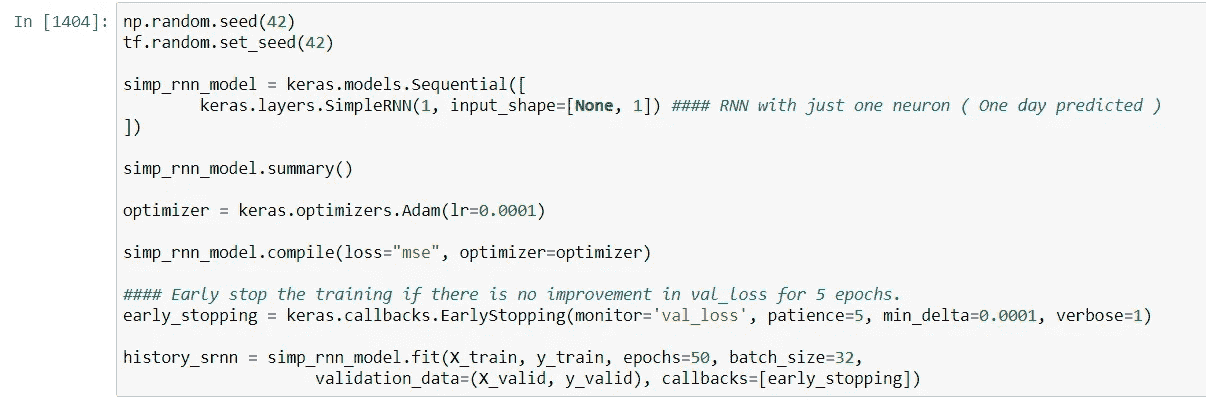 In [1404]: np.random.seed(42)
tf.random.set_seed(42)
simp_rnn_model = keras.models.Sequential([
keras.layers.SimpleRNN(1, input_shape=[None, 1]) #### RNN with just one neuron ( One day predicted )
])
simp_rnn_model.summary()
optimizer = keras.optimizers.Adam(lr=0.0001)
simp_rnn_model.compile(loss="mse", optimizer=optimizer)
#### Early stop the training if there is no improvement in val_loss for 5 epochs.
early_stopping = keras.callbacks.EarlyStopping(monitor='val_loss', patience=5, min_delta=0.0001, verbose=1)
history_srnn = simp_rnn_model.fit(X_train, y_train, epochs=50, batch_size=32,
validation_data=(X_valid, y_valid), callbacks=[early_stopping])